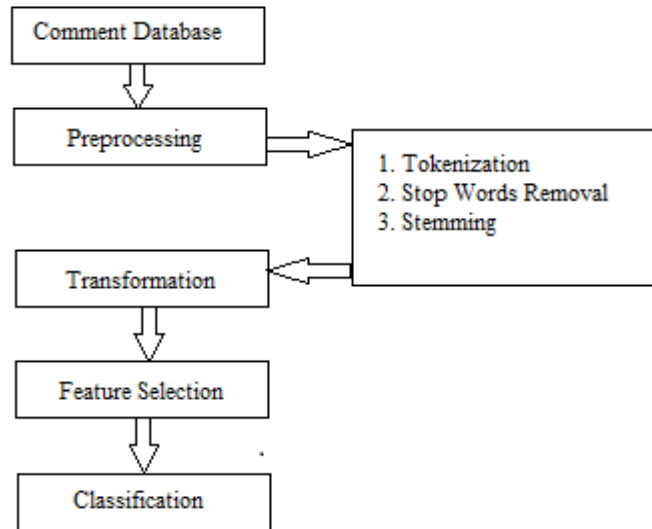 Comment Database
Preprocessing
1. Tokenization
2. Stop Words Removal
3. Stemming
Transformation
Feature Selection
Classification